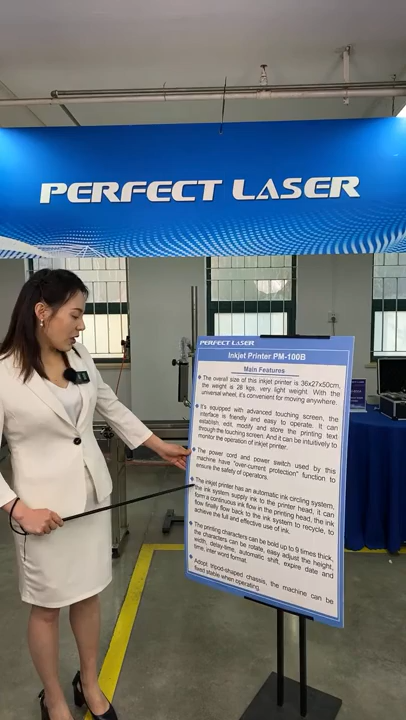 PERFECT LASER
PERFECT LASER
Inkjet Printer PM-100B
Main Features
The overall size of this inkjet printer is 36x27x50cm,
the weight is 28 kgs, very light weight. With the
universal wheel, it's convenient for moving anywhere.
It's squipped with advanced touching screen, the
interface is friendly and easy to operate. It can
establish, edit, modify and store the printing text
through the touching screen. And it can be intuitively to
monitor the operation of inkjet printer.
The power cord and power switch used by this
machine have "over-current protection" function to
ensure the safety of operators.
The inkjet printer has an automatic ink circling system,
the ink system supply ink to the printer head, it can
form a continuous ink flow in the printing head, the ink
flow finally flow back to the ink system to recycle, to
achieve the full and effective use of ink.
The printing characters can be bold up to 9 times thick,
the characters can be rotate, easy adjust the height,
width, delay-time, automatic shift, expire date and
time, inter word format.
Adopt tripod-shaped chassis, the machine can be
fixed stable when operating.